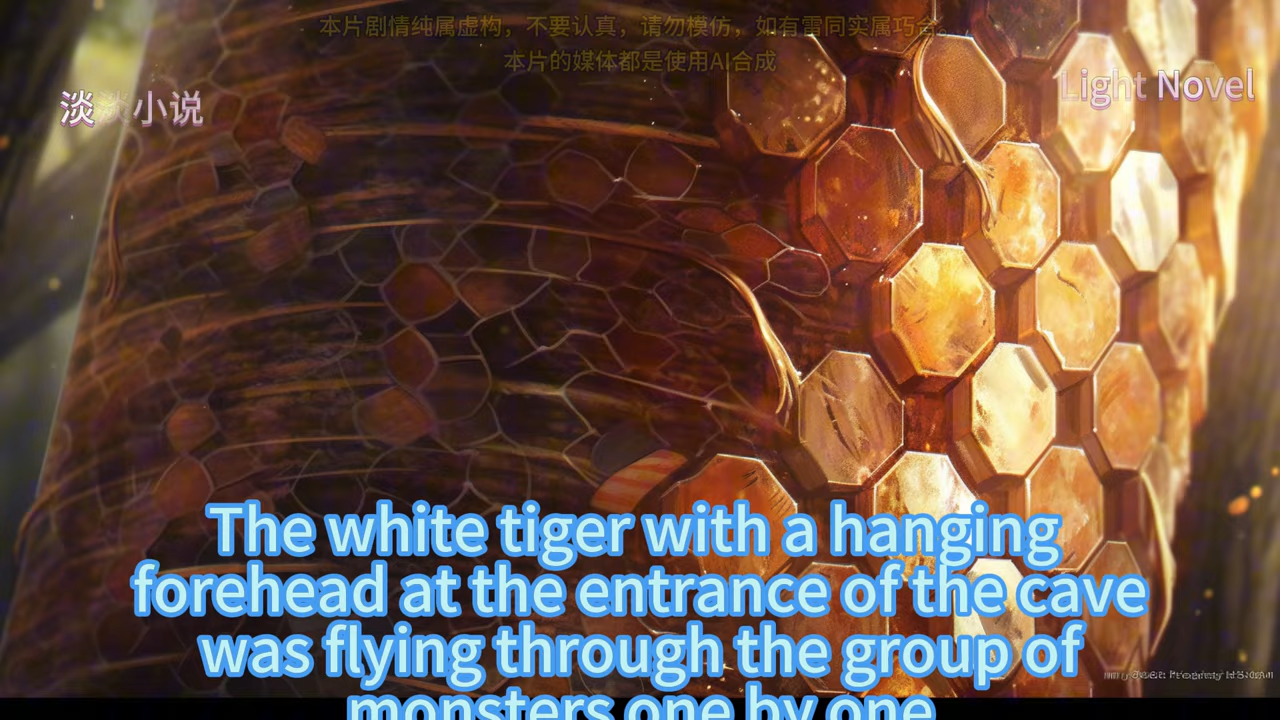 本片剧情纯属虚构，不要认真，请勿模仿，如有雷同实属巧合。
本片的媒体都是使用AI合成
淡淡小说
Light Novel
The white tiger with a hanging
forehead at the entrance of the cave
was flying through the group of
monsters one by one